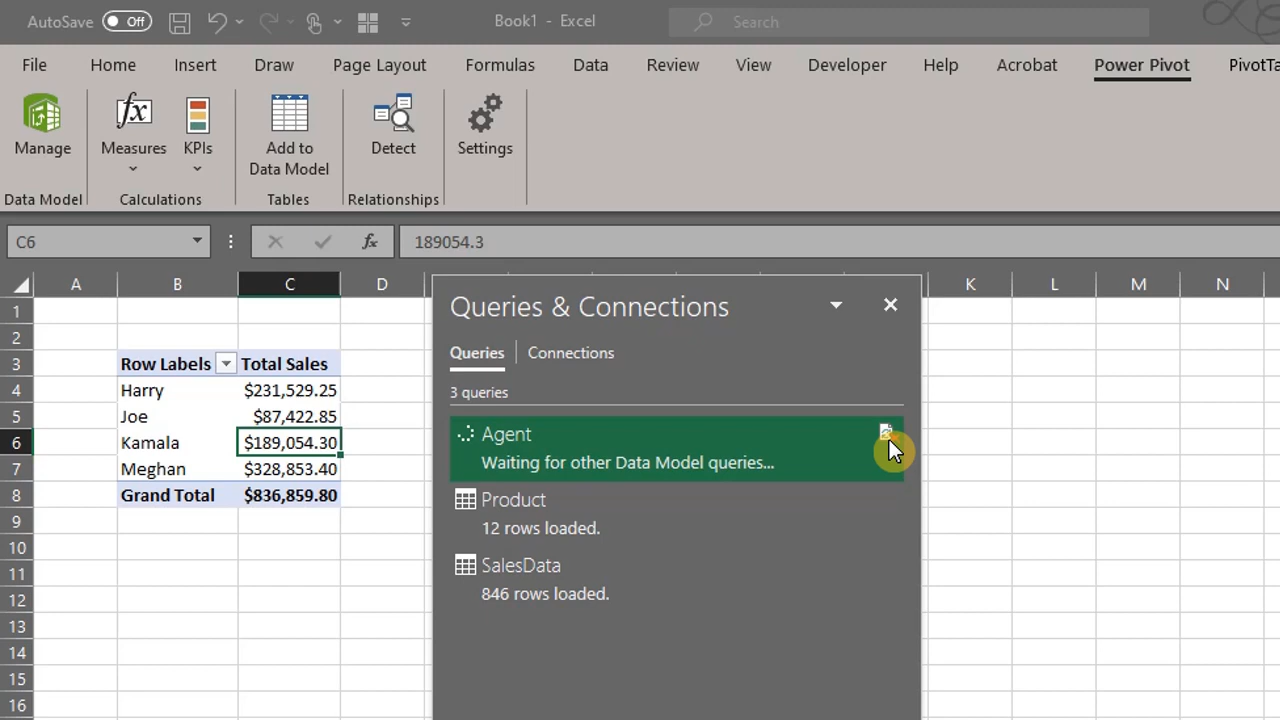 AutoSave Off Book1 - Excel Search
File Home Insert Draw Page Layout Formulas Data Review View Developer Help Acrobat Power Pivot PivotTa
Manage Measures KPIs Add to Detect Settings
Data Model
Data Model Calculations Tables Relationships
C6 fx 189054.3
A B C D K L M N
1
2
3 Row Labels Total Sales
4 Harry $231,529.25
5 Joe $87,422.85
6 Kamala $189,054.30
7 Meghan $328,853.40
8 Grand Total $836,859.80
9
10
11
12
13
14
15
16
Queries & Connections
Queries Connections
3 queries
Agent
Waiting for other Data Model queries...
Product
12 rows loaded.
SalesData
846 rows loaded.